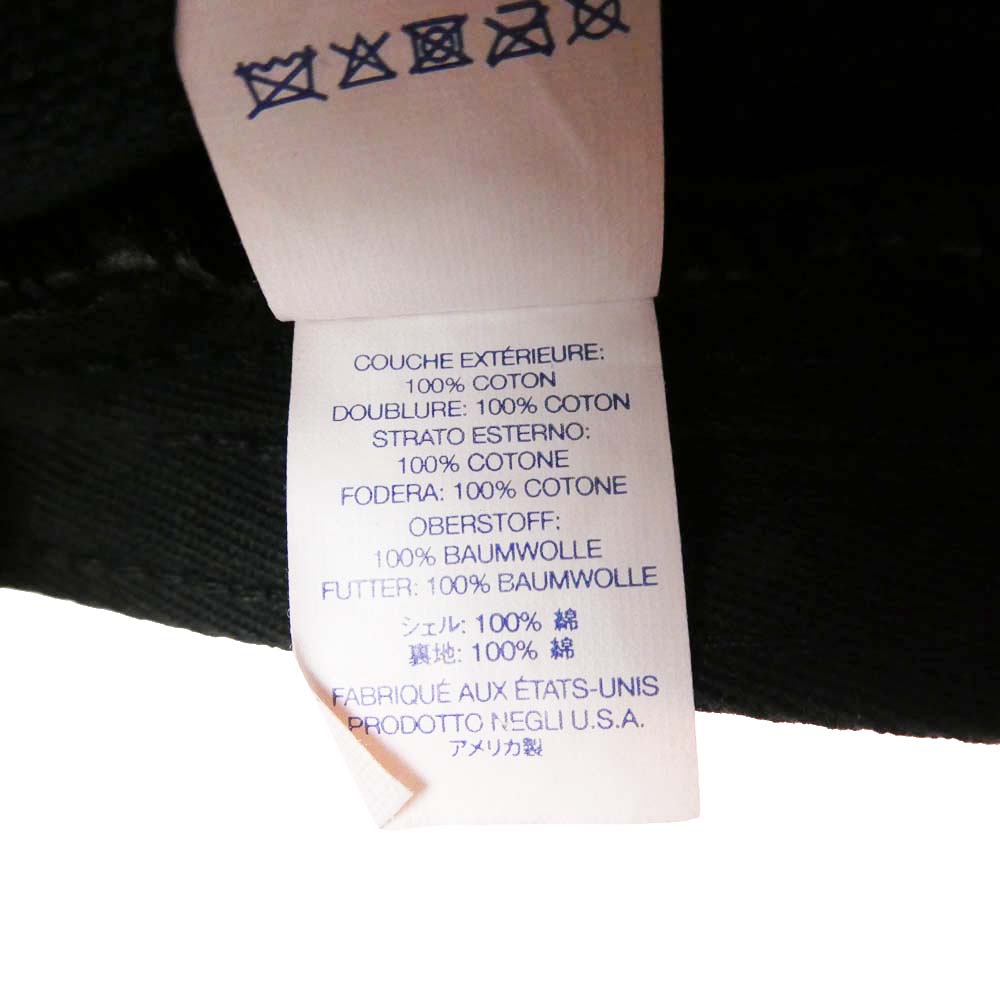 COUCHE EXTÉRIEURE:
100% COTON
DOUBLURE: 100% COTON
STRATO ESTERNO:
100% COTONE
FODERA: 100% COTONE
OBERSTOFF:
100% BAUMWOLLE
FUTTER: 100% BAUMWOLLE
シェル: 100% 綿
裏地: 100% 綿
FABRIQUÉ AUX ÉTATS-UNIS
PRODOTTO NEGLI U.S.A.
アメリカ製